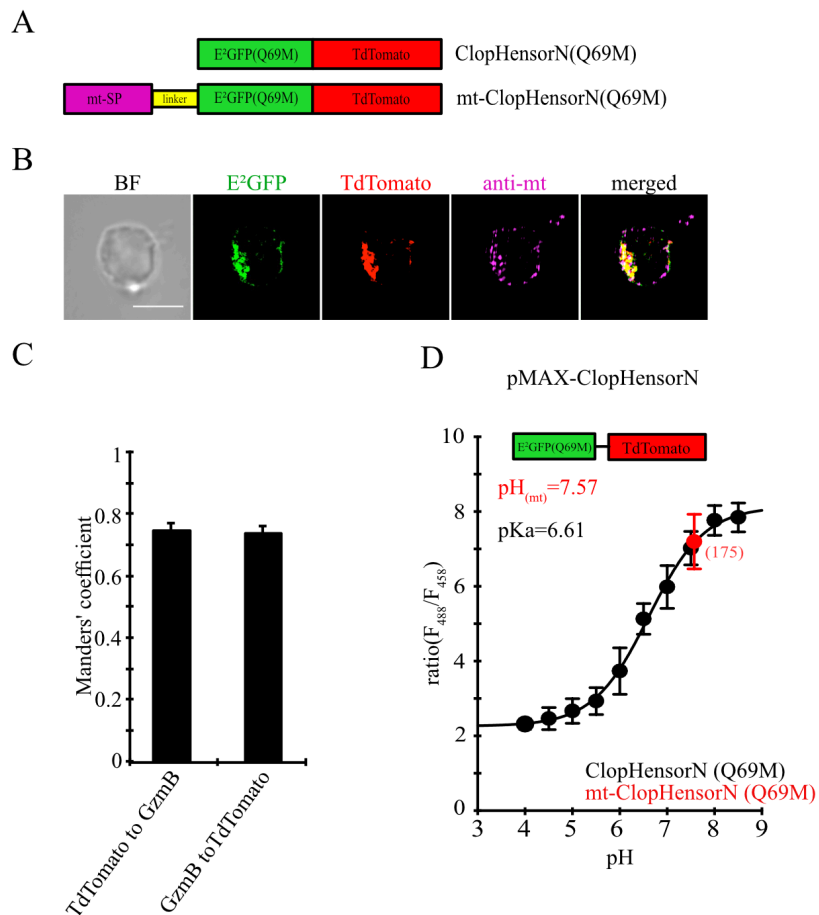 A
E²GFP(Q69M) TdTomato ClopHensorN(Q69M)
mt-SP linker E²GFP(Q69M) TdTomato mt-ClopHensorN(Q69M)
B
BF E²GFP TdTomato anti-mt merged
C
Manders' coefficient
1
0.8
0.6
0.4
0.2
0
TdTomato to GzmB
GzmB toTdTomato
D
pMAX-ClopHensorN
E²GFP(Q69M) TdTomato
pH(mt)=7.57
pKa=6.61
(175)
ratio(F488/F458)
10
8
6
4
2
0
ClopHensorN (Q69M)
mt-ClopHensorN (Q69M)
3 4 5 6 7 8 9
pH